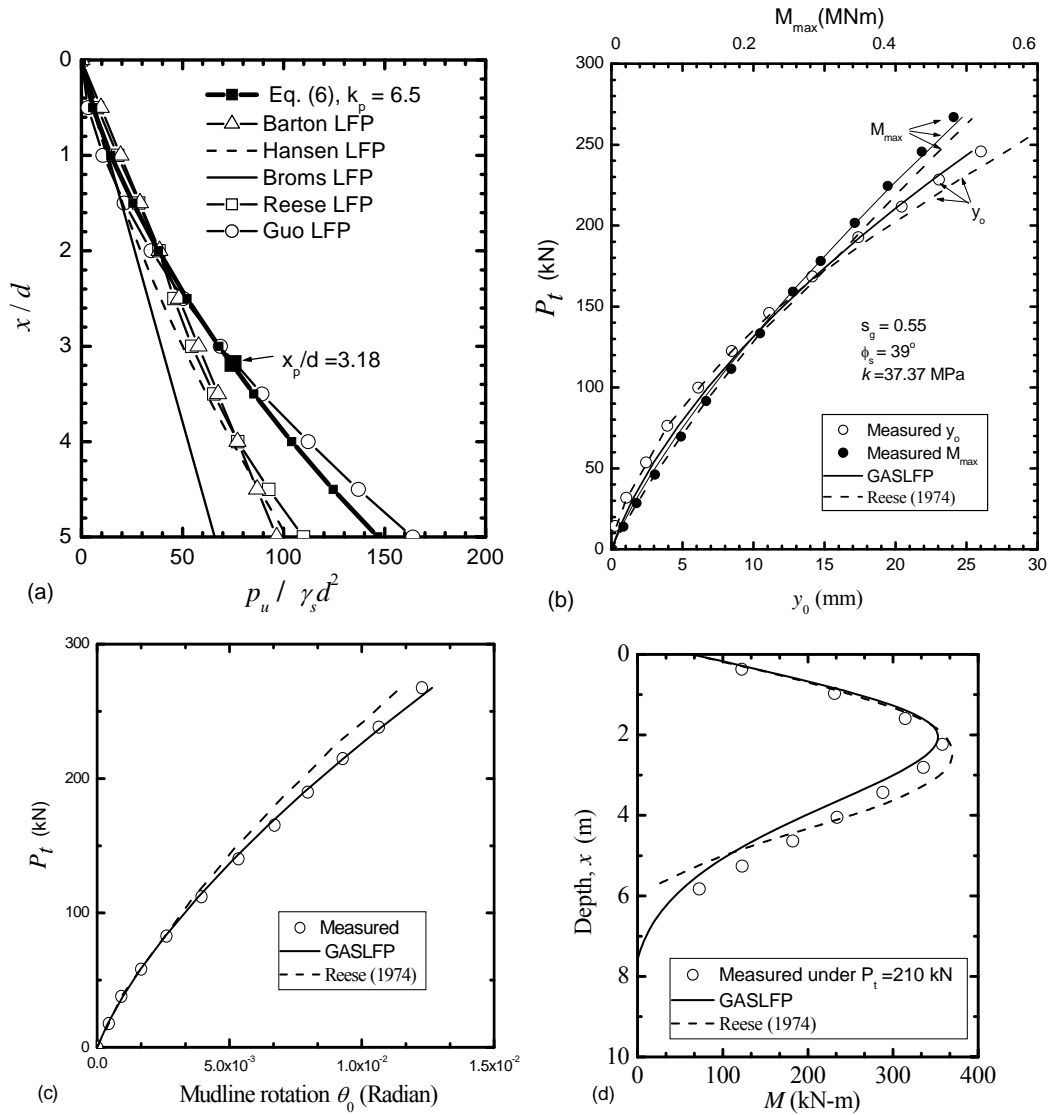 0
1
2
3
4
5
x / d
0 50 100 150 200
p_u / γ_s d²
Eq. (6), k_p = 6.5
Barton LFP
Hansen LFP
Broms LFP
Reese LFP
Guo LFP
x_p/d =3.18
(a)
M_max(MNm)
0 0.2 0.4 0.6
300
250
200
150
100
50
0
P_t (kN)
M_max
y_o
s_g = 0.55
ϕ_s = 39°
k =37.37 MPa
Measured y_o
Measured M_max
GASLFP
Reese (1974)
0 5 10 15 20 25 30
y_0 (mm)
(b)
300
200
100
0
P_t (kN)
Measured
GASLFP
Reese (1974)
0.0 5.0x10⁻³ 1.0x10⁻² 1.5x10⁻²
Mudline rotation θ_0 (Radian)
(c)
0
2
4
6
8
10
Depth, x (m)
Measured under P_t =210 kN
GASLFP
Reese (1974)
0 100 200 300 400
M (kN-m)
(d)